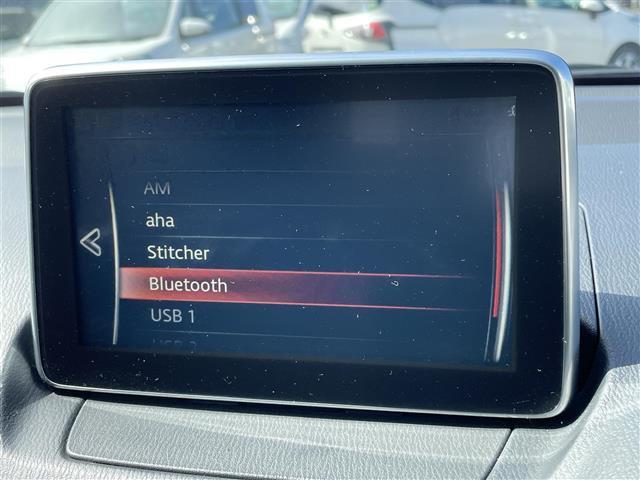 AM
aha
Stitcher
Bluetooth
USB 1